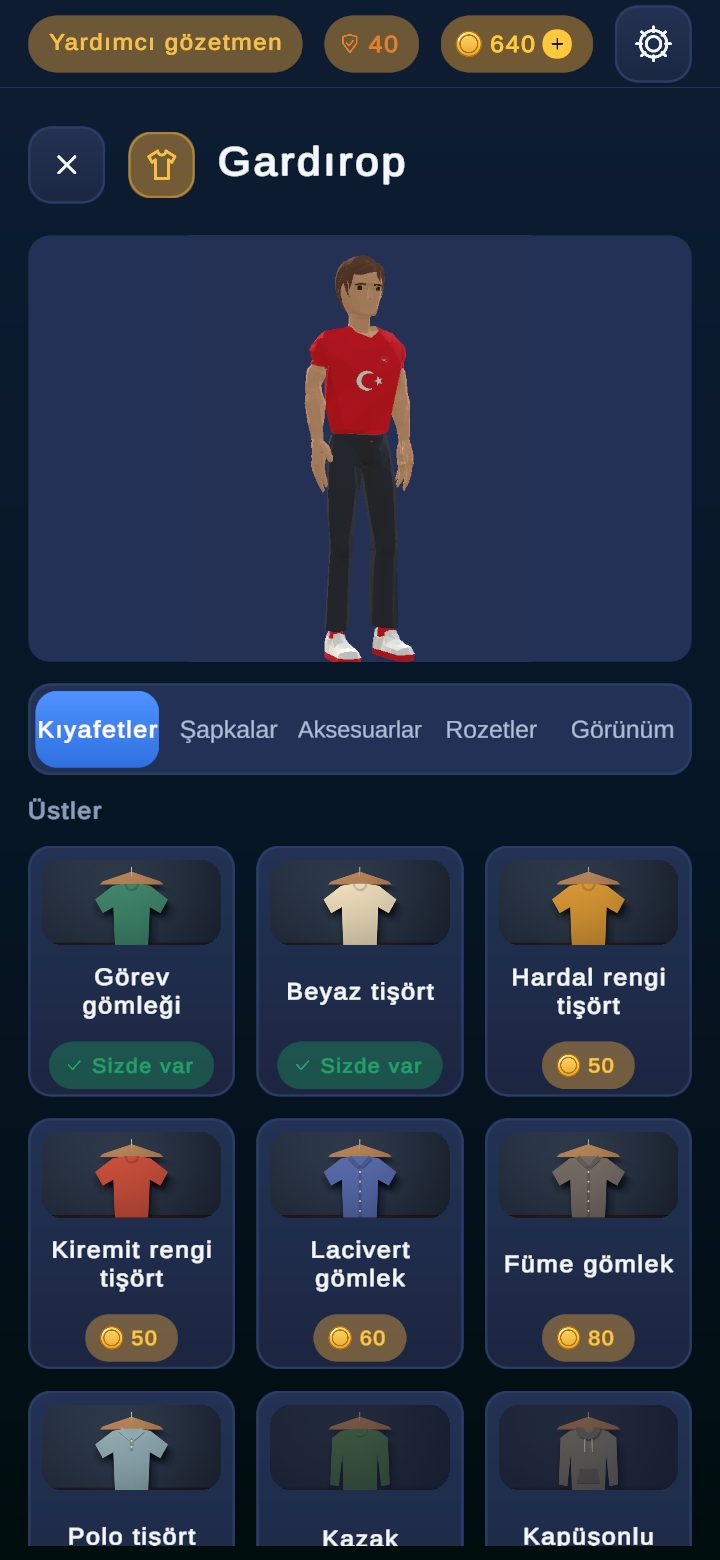 Yardımcı gözetmen
40
640
Gardırop
Kıyafetler
Şapkalar
Aksesuarlar
Rozetler
Görünüm
Üstler
Görev
gömleği
Sizde var
Beyaz tişört
Sizde var
Hardal rengi
tişört
50
Kiremit rengi
tişört
50
Lacivert
gömlek
60
Füme gömlek
80
Polo tişört
Kazak
Kapüşonlu